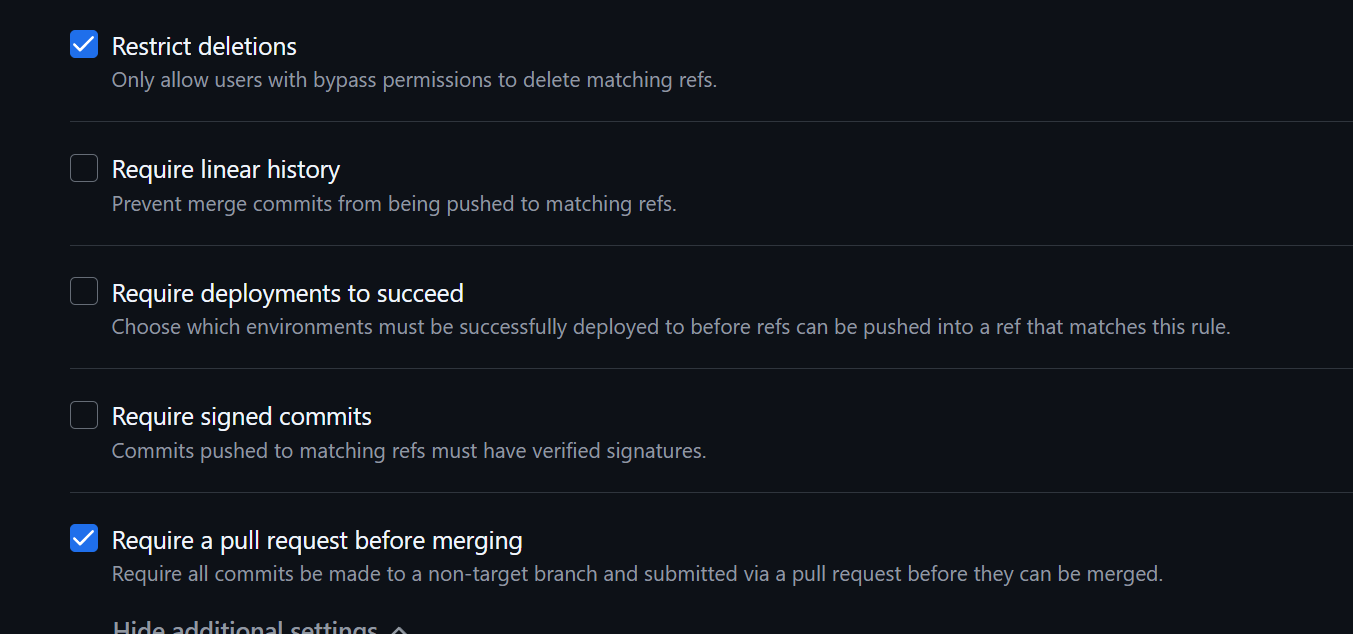 Restrict deletions
Only allow users with bypass permissions to delete matching refs.
Require linear history
Prevent merge commits from being pushed to matching refs.
Require deployments to succeed
Choose which environments must be successfully deployed to before refs can be pushed into a ref that matches this rule.
Require signed commits
Commits pushed to matching refs must have verified signatures.
Require a pull request before merging
Require all commits be made to a non-target branch and submitted via a pull request before they can be merged.
Hide additional settings